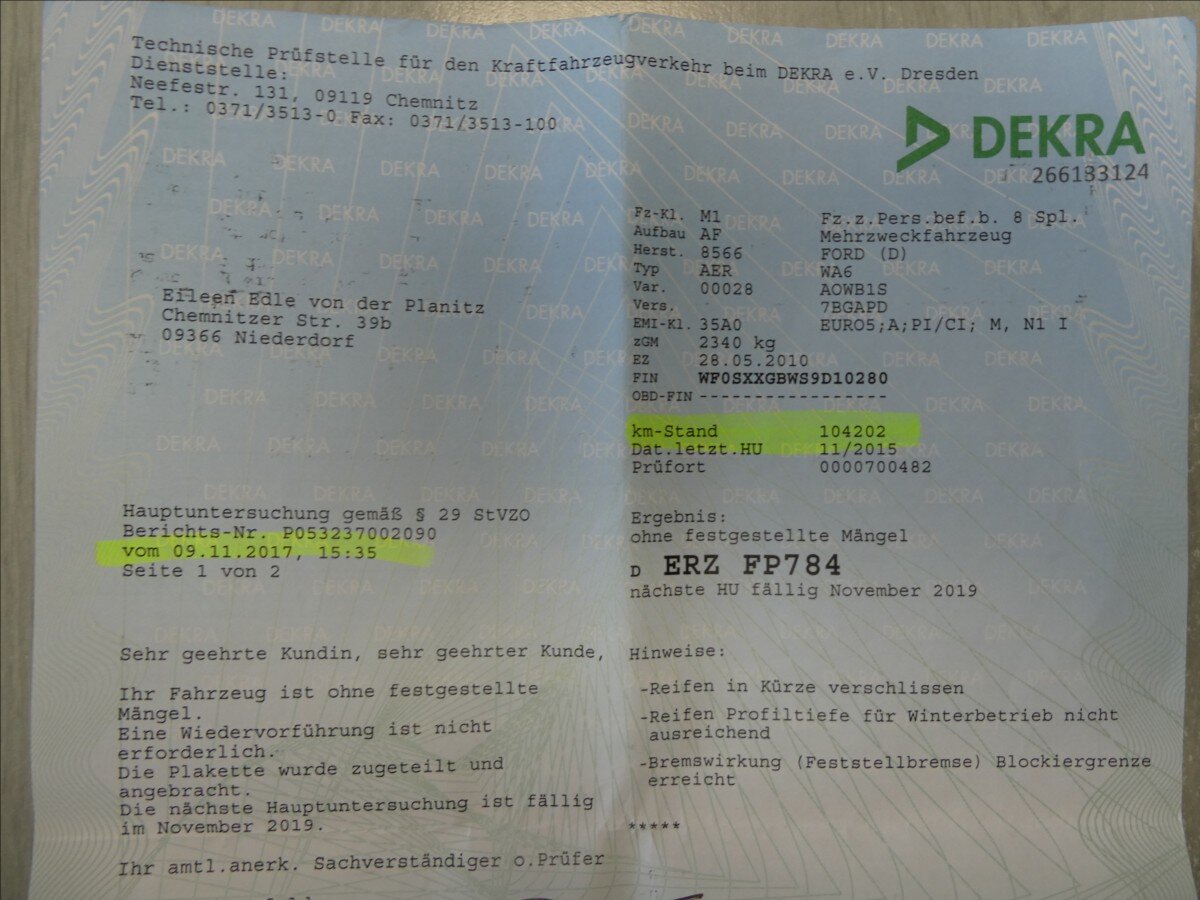 Technische Prüfstelle für den Kraftfahrzeugverkehr beim DEKRA e.V. Dresden
Dienststelle:
Neefestr. 131, 09119 Chemnitz
Tel.: 0371/3513-0 Fax: 0371/3513-100
DEKRA
266183124
Eileen Edle von der Planitz
Chemnitzer Str. 39b
09366 Niederdorf
Fz-Kl. M1 Fz.z.Pers.bef.b. 8 Spl.
Aufbau AF Mehrzweckfahrzeug
Herst. 8566 FORD (D)
Typ AER WA6
Var. 00028 AOWB1S
Vers. 7BGAPD
EMI-Kl. 35A0 EURO5;A;PI/CI; M, N1 I
zGM 2340 kg
EZ 28.05.2010
FIN WF0SXXGBWS9D10280
OBD-FIN -----------------
km-Stand 104202
Dat.letzt.HU 11/2015
Prüfort 0000700482
Hauptuntersuchung gemäß § 29 StVZO
Berichts-Nr. P053237002090
vom 09.11.2017, 15:35
Seite 1 von 2
Ergebnis:
ohne festgestellte Mängel
D ERZ FP784
nächste HU fällig November 2019
Sehr geehrte Kundin, sehr geehrter Kunde,
Ihr Fahrzeug ist ohne festgestellte
Mängel.
Eine Wiedervorführung ist nicht
erforderlich.
Die Plakette wurde zugeteilt und
angebracht.
Die nächste Hauptuntersuchung ist fällig
im November 2019.
Ihr amtl.anerk. Sachverständiger o.Prüfer
Hinweise:
-Reifen in Kürze verschlissen
-Reifen Profiltiefe für Winterbetrieb nicht
ausreichend
-Bremswirkung (Feststellbremse) Blockiergrenze
erreicht
*****